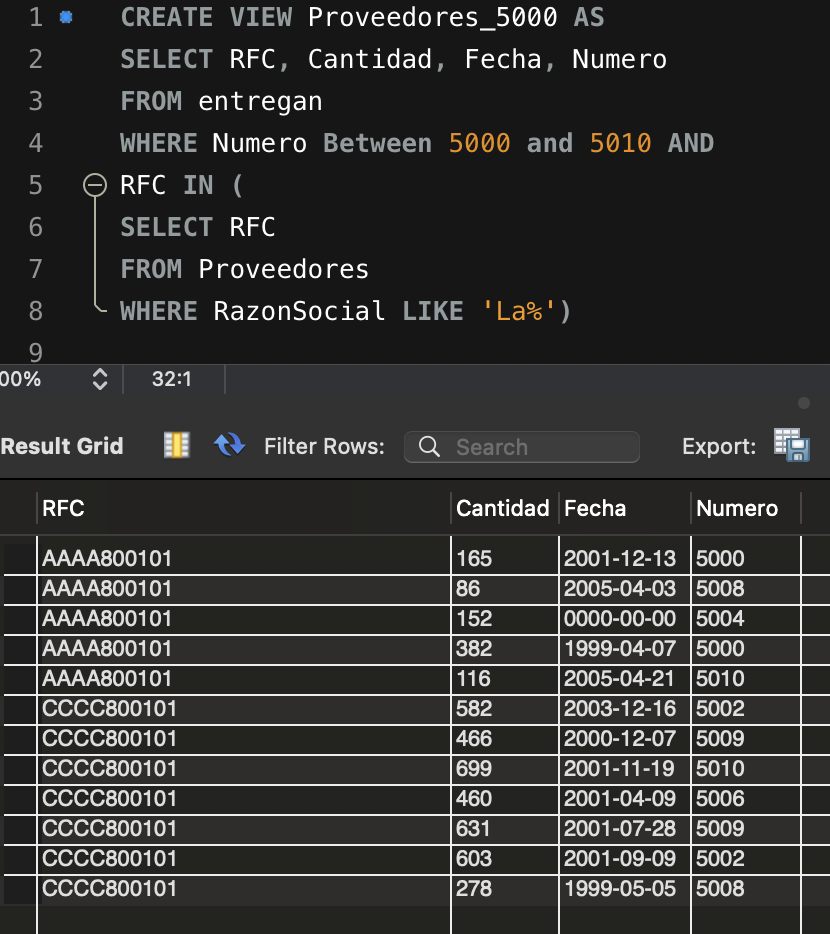 1 CREATE VIEW Proveedores_5000 AS
2 SELECT RFC, Cantidad, Fecha, Numero
3 FROM entregan
4 WHERE Numero Between 5000 and 5010 AND
5 RFC IN (
6 SELECT RFC
7 FROM Proveedores
8 WHERE RazonSocial LIKE 'La%')
9
00% 32:1
Result Grid Filter Rows: Search Export:
RFC Cantidad Fecha Numero
AAAA800101 165 2001-12-13 5000
AAAA800101 86 2005-04-03 5008
AAAA800101 152 0000-00-00 5004
AAAA800101 382 1999-04-07 5000
AAAA800101 116 2005-04-21 5010
CCCC800101 582 2003-12-16 5002
CCCC800101 466 2000-12-07 5009
CCCC800101 699 2001-11-19 5010
CCCC800101 460 2001-04-09 5006
CCCC800101 631 2001-07-28 5009
CCCC800101 603 2001-09-09 5002
CCCC800101 278 1999-05-05 5008